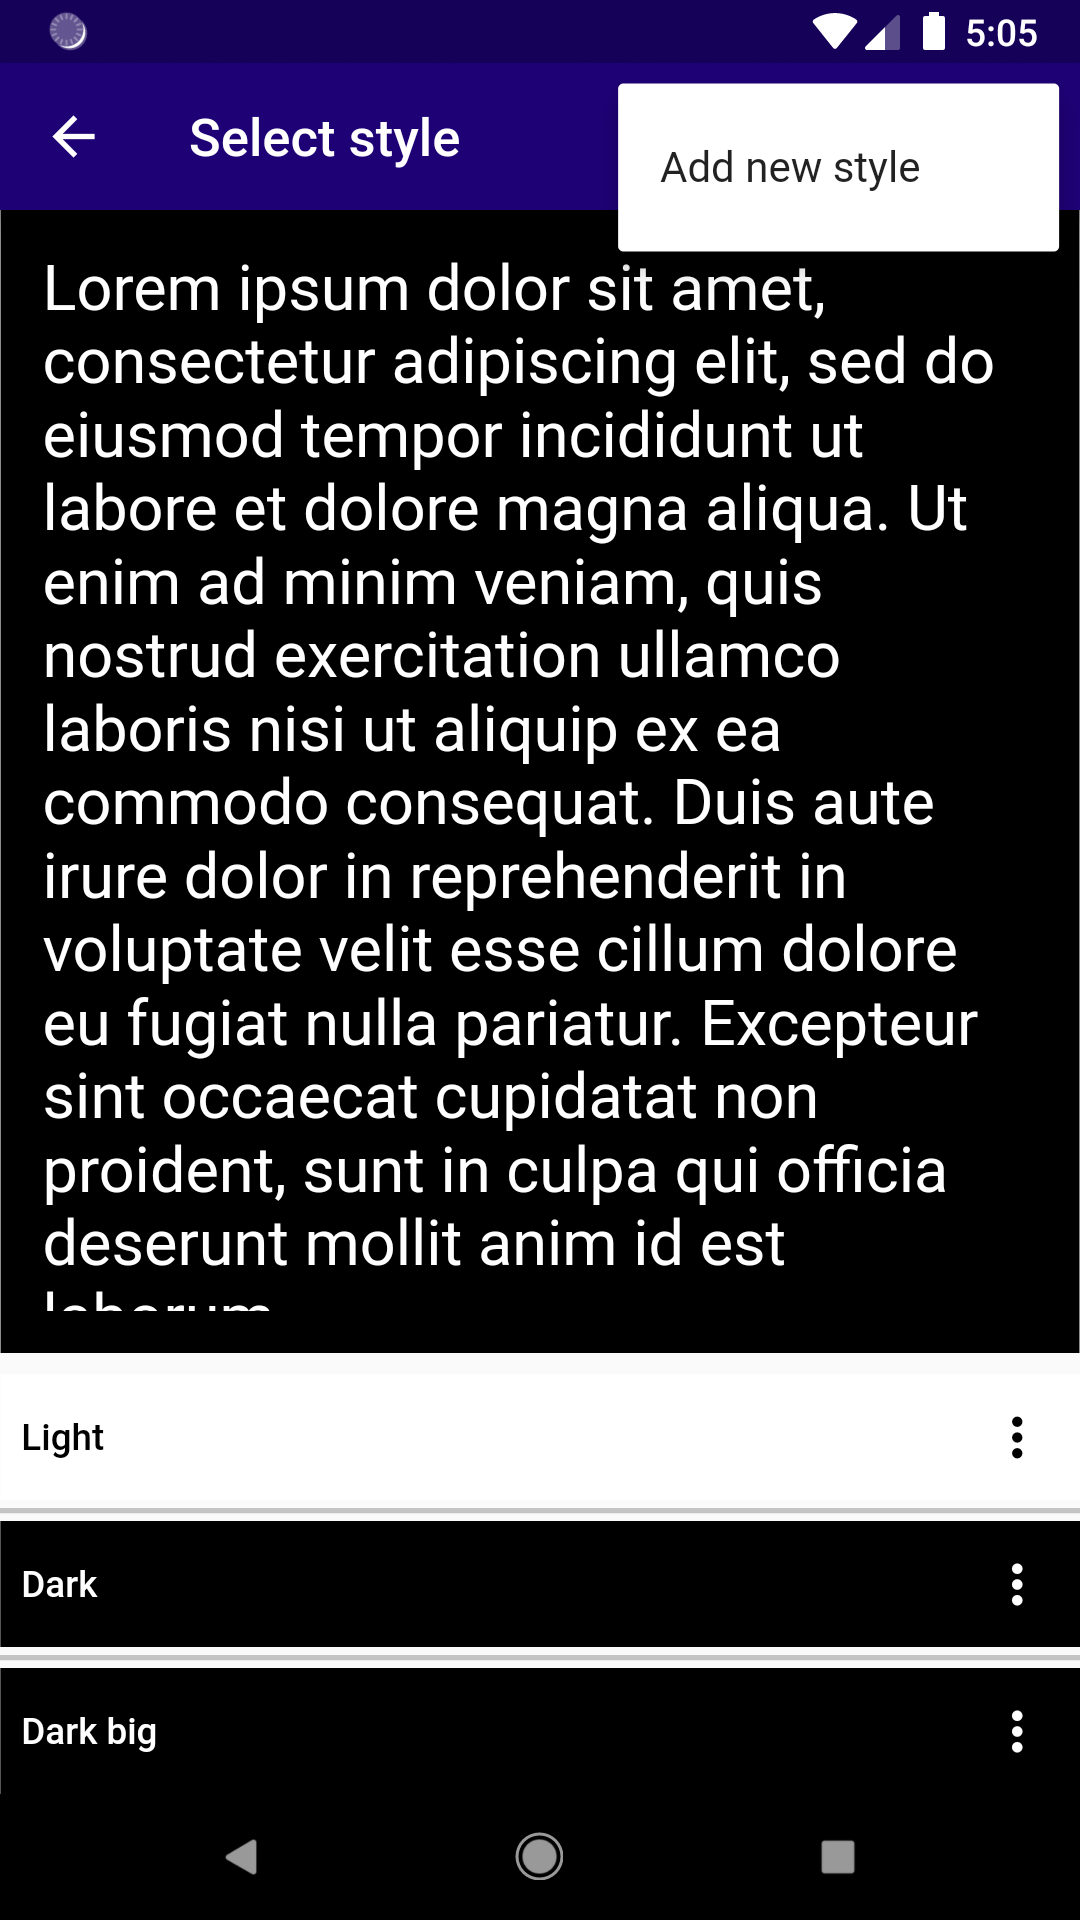 5:05
Select style
Add new style
Lorem ipsum dolor sit amet,
consectetur adipiscing elit, sed do
eiusmod tempor incididunt ut
labore et dolore magna aliqua. Ut
enim ad minim veniam, quis
nostrud exercitation ullamco
laboris nisi ut aliquip ex ea
commodo consequat. Duis aute
irure dolor in reprehenderit in
voluptate velit esse cillum dolore
eu fugiat nulla pariatur. Excepteur
sint occaecat cupidatat non
proident, sunt in culpa qui officia
deserunt mollit anim id est
laborum
Light
Dark
Dark big